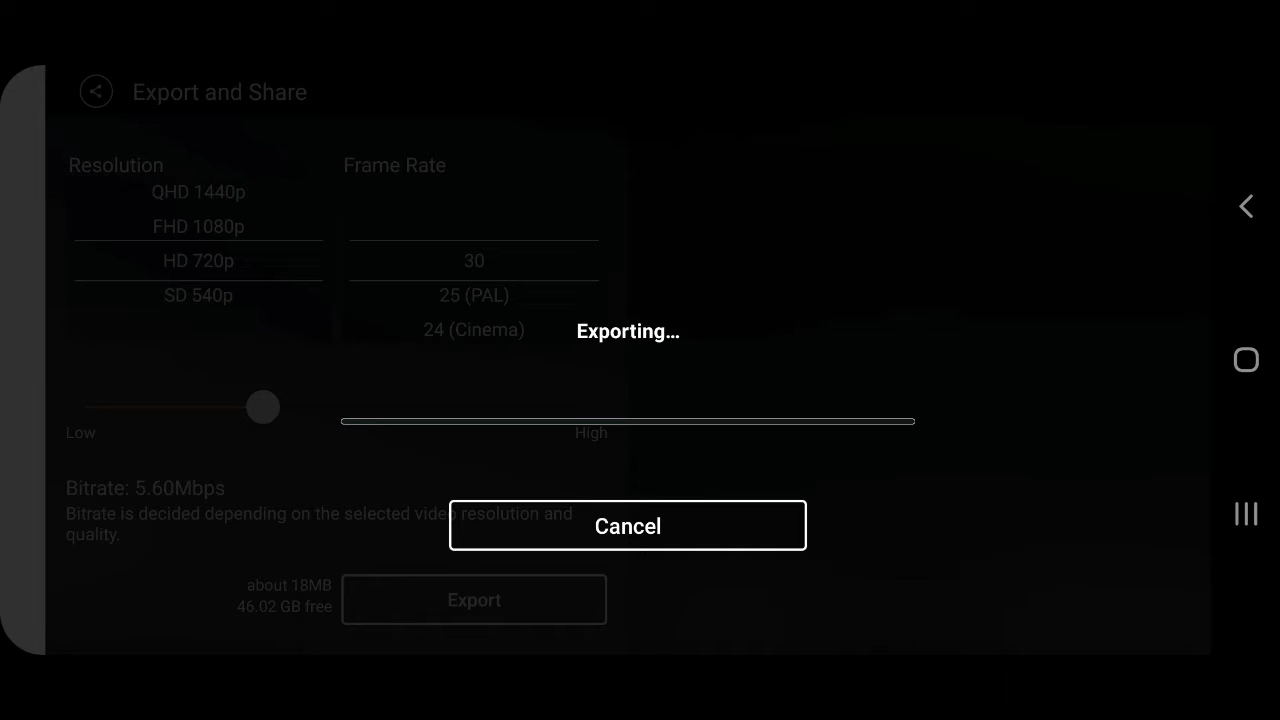 Export and Share
Resolution
Frame Rate
QHD 1440p
FHD 1080p
HD 720p
30
SD 540p
25 (PAL)
24 (Cinema)
Exporting...
Low
High
Bitrate: 5.60Mbps
Bitrate is decided depending on the selected video resolution and
quality.
Cancel
about 18MB
46.02 GB free
Export